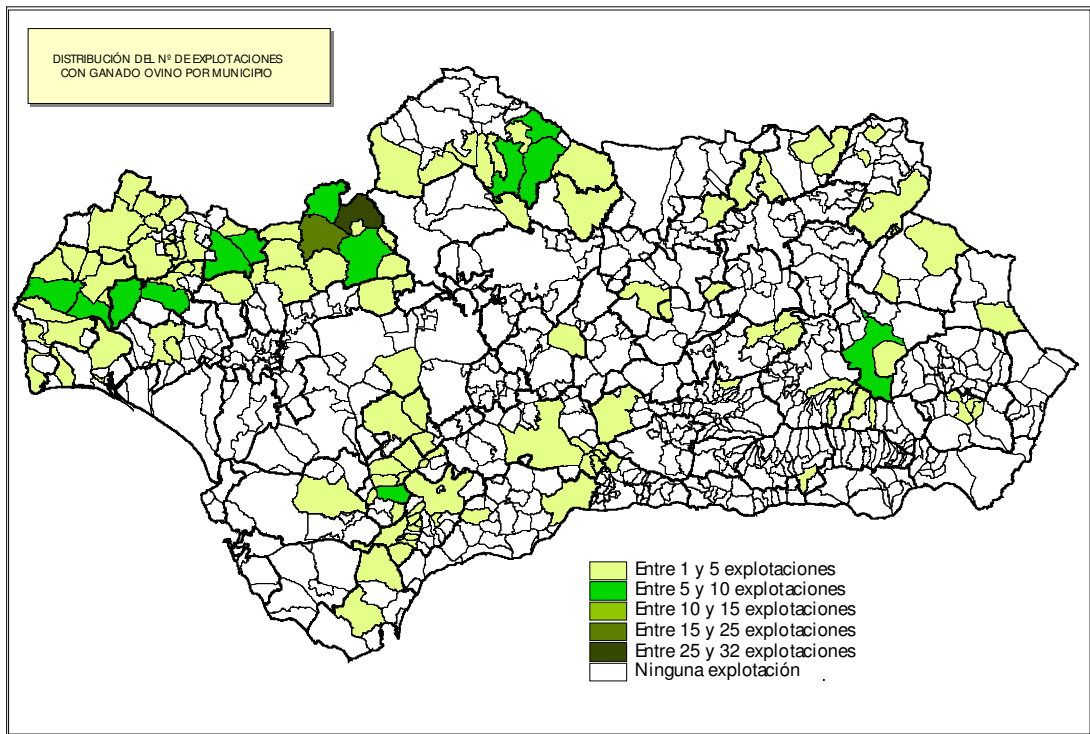 DISTRIBUCIÓN DEL Nº DE EXPLOTACIONES
CON GANADO OVINO POR MUNICIPIO
Entre 1 y 5 explotaciones
Entre 5 y 10 explotaciones
Entre 10 y 15 explotaciones
Entre 15 y 25 explotaciones
Entre 25 y 32 explotaciones
Ninguna explotación .